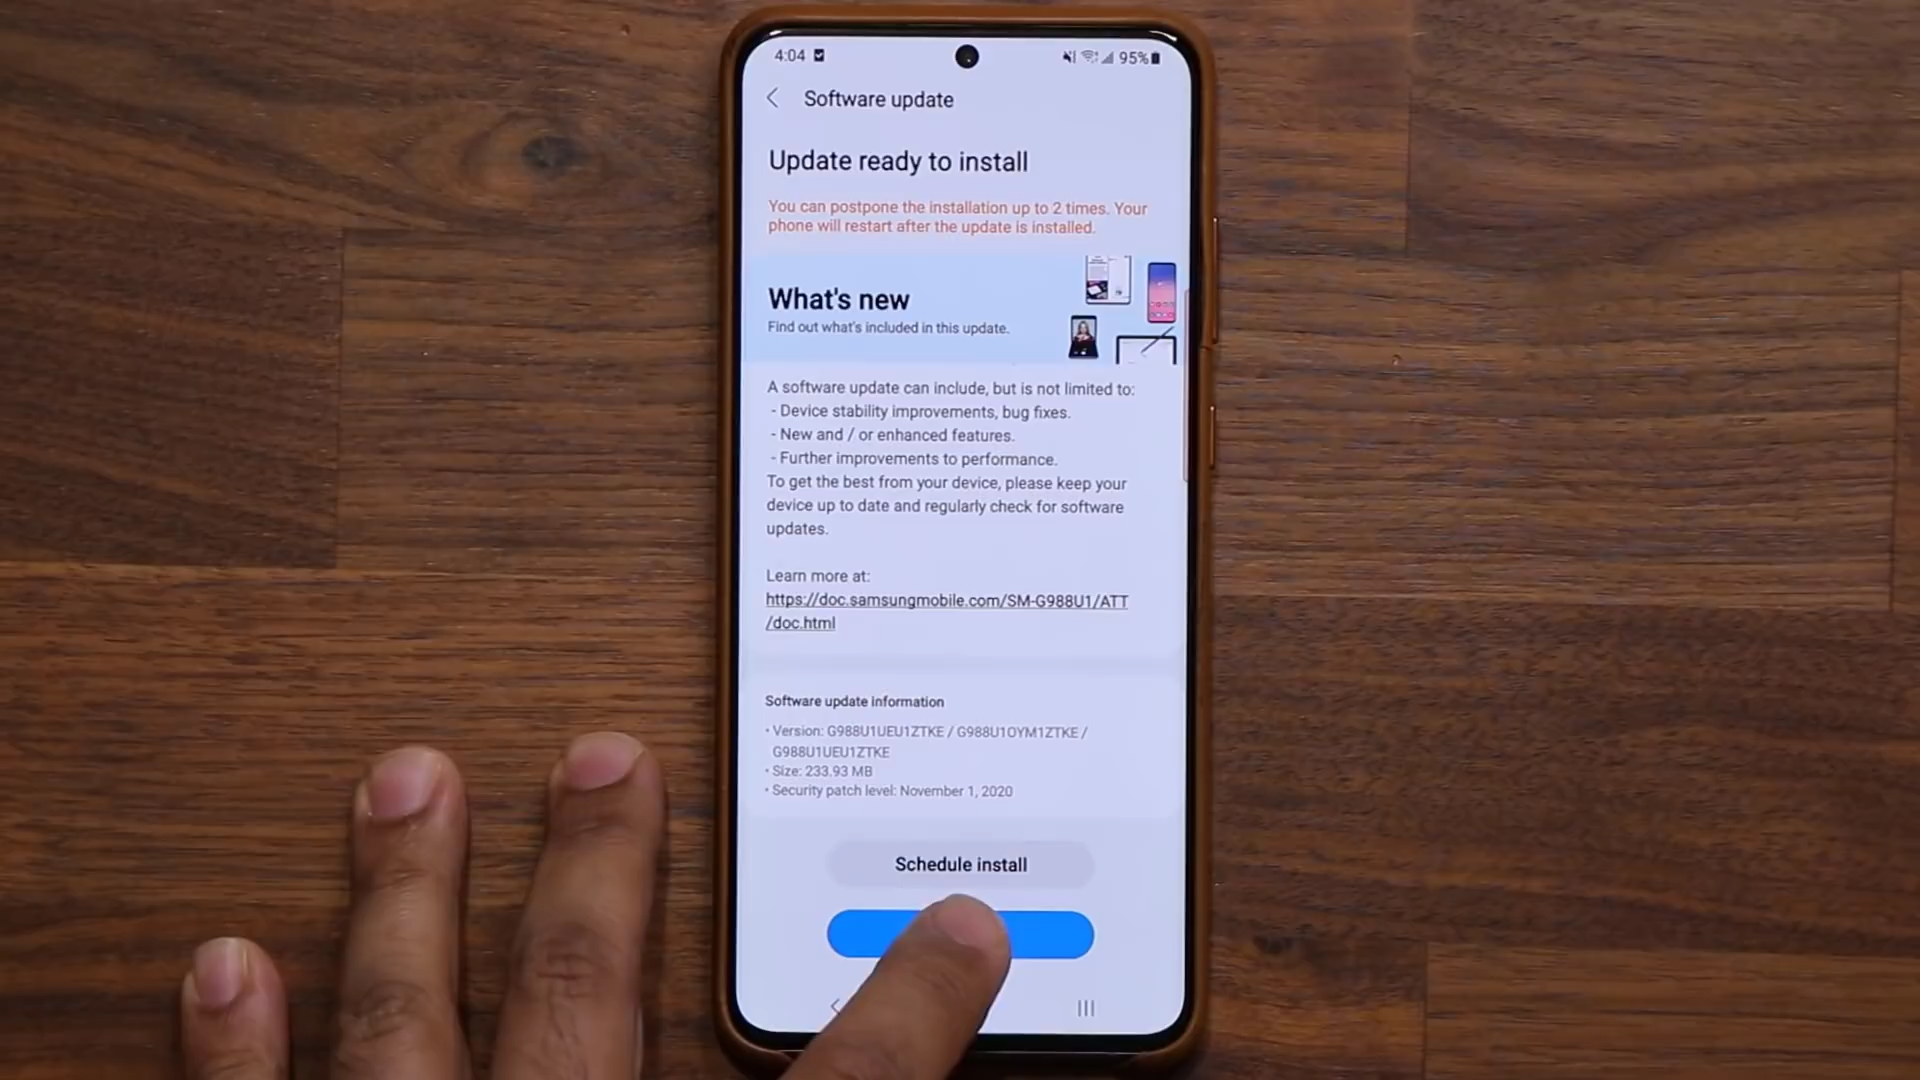 4:04
95%
Software update
Update ready to install
You can postpone the installation up to 2 times. Your
phone will restart after the update is installed.
What's new
Find out what's included in this update.
A software update can include, but is not limited to:
- Device stability improvements, bug fixes.
- New and / or enhanced features.
- Further improvements to performance.
To get the best from your device, please keep your
device up to date and regularly check for software
updates.
Learn more at:
https://doc.samsungmobile.com/SM-G988U1/ATT
/doc.html
Software update information
• Version: G988U1UEU1ZTKE / G988U1OYM1ZTKE /
G988U1UEU1ZTKE
• Size: 233.93 MB
• Security patch level: November 1, 2020
Schedule install